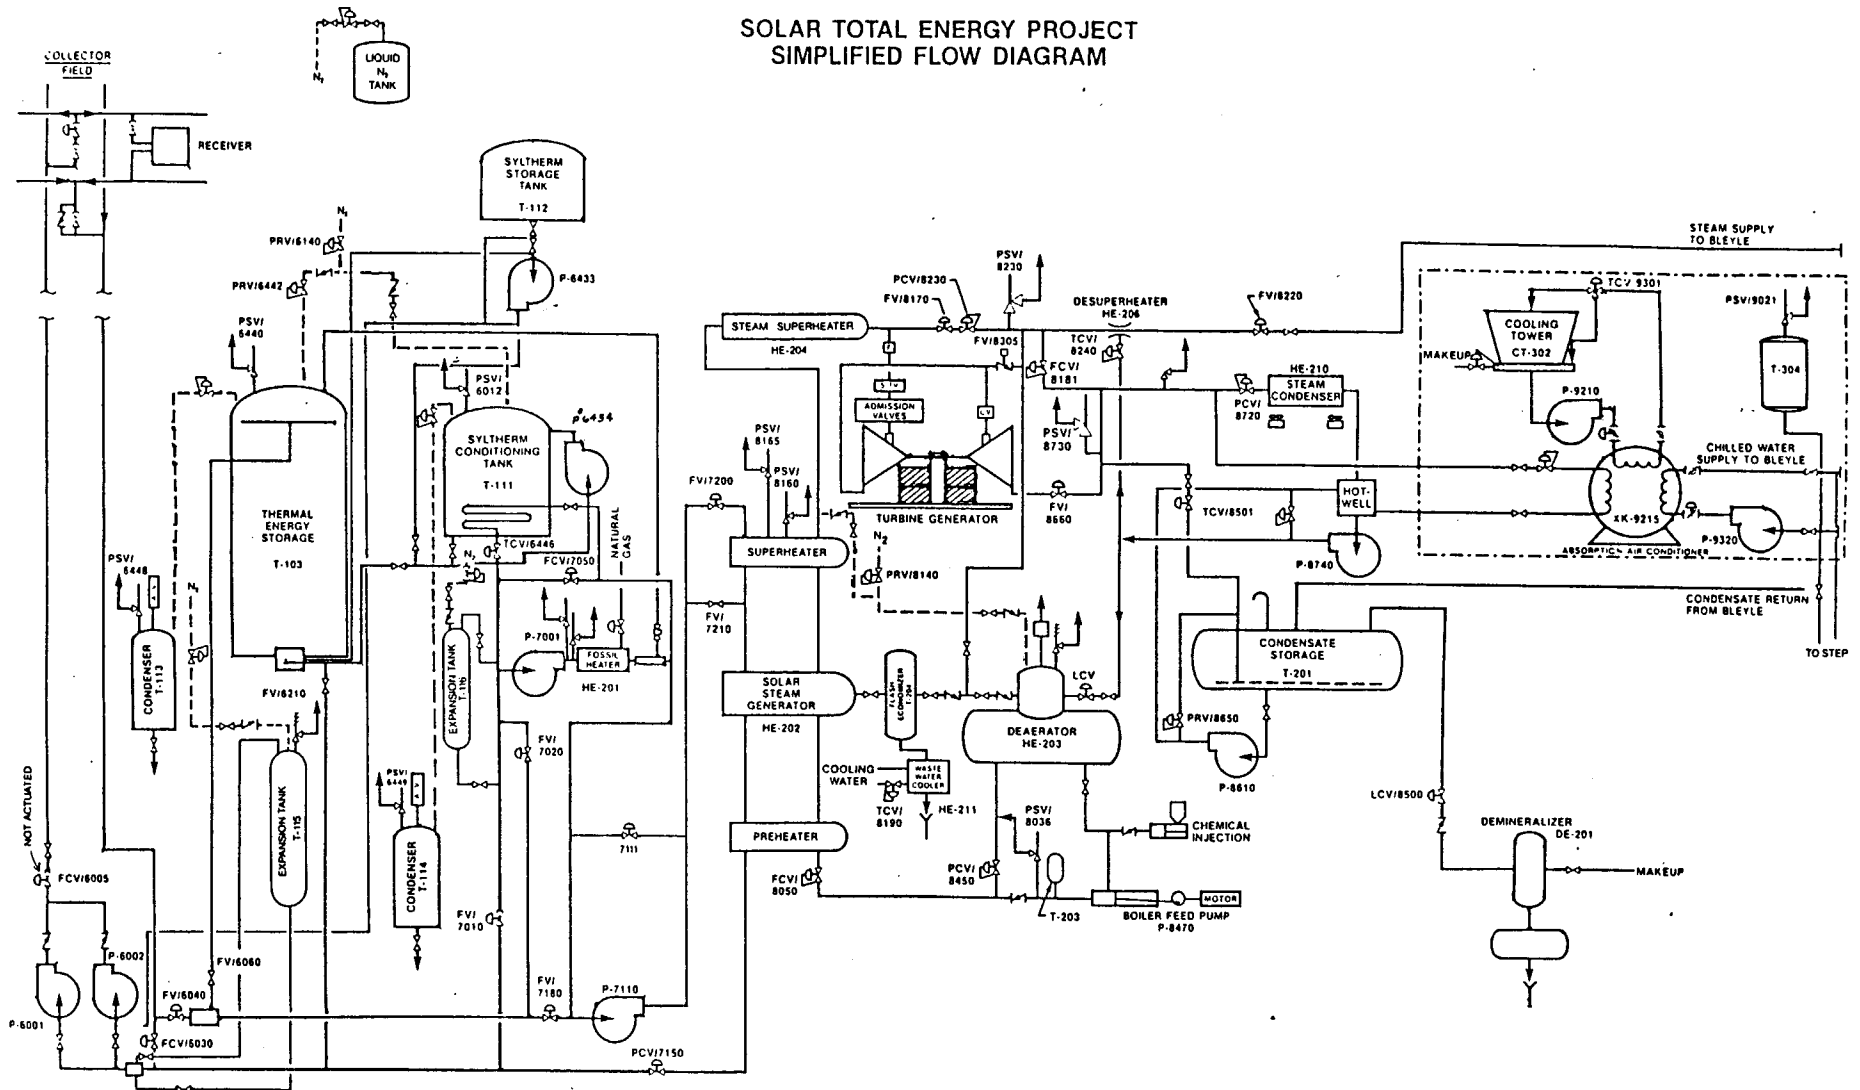 SOLAR TOTAL ENERGY PROJECT
SIMPLIFIED FLOW DIAGRAM
COLLECTOR
FIELD
LIQUID
N₂
TANK
RECEIVER
SYLTHERM
STORAGE
TANK
T-112
PRV/6140
P-6433
PRV/6442
PSV/
6440
PSV/
6012
P6434
SYLTHERM
CONDITIONING
TANK
T-111
THERMAL
ENERGY
STORAGE
T-103
TCV/6446
FCV/7050
NATURAL
GAS
PSV/
6448
CONDENSER
T-113
FV/6210
P-7001
FOSSIL
HEATER
HE-201
EXPANSION TANK
T-116
FV/
7020
NOT ACTUATED
FCV/6005
EXPANSION TANK
T-115
PSV/
6449
CONDENSER
T-114
FV/
7010
P-6001
P-6002
FV/6040
FV/6060
FCV/6030
FV/
7180
P-7110
PCV/7150
7111
FV/7200
FV/
7210
STEAM SUPERHEATER
HE-204
PCV/8230
FV/8170
PSV/
8230
DESUPERHEATER
HE-206
FV/8220
FV/8305
TCV/
8240
FCV/
8181
ADMISSION
VALVES
TURBINE GENERATOR
PSV/
8165
PSV/
8160
SUPERHEATER
N₂
PRV/8140
PSV/
8730
FV/
8660
HE-210
STEAM
CONDENSER
PCV/
8720
TCV/8501
HOT-
WELL
P-8740
SOLAR
STEAM
GENERATOR
HE-202
FLASH
ECONOMIZER
T-204
LCV
DEAERATOR
HE-203
COOLING
WATER
WASTE
WATER
COOLER
TCV/
8190
HE-211
PSV/
8036
CHEMICAL
INJECTION
PREHEATER
FCV/
8050
PCV/
8450
T-203
BOILER FEED PUMP
P-8470
MOTOR
PRV/8650
P-8610
CONDENSATE
STORAGE
T-201
STEAM SUPPLY
TO BLEYLE
TCV 9301
PSV/9021
COOLING
TOWER
CT-302
MAKEUP
T-304
P-9210
CHILLED WATER
SUPPLY TO BLEYLE
XK-9215
P-9320
ABSORPTION AIR CONDITIONER
CONDENSATE RETURN
FROM BLEYLE
TO STEP
LCV/8500
DEMINERALIZER
DE-201
MAKEUP